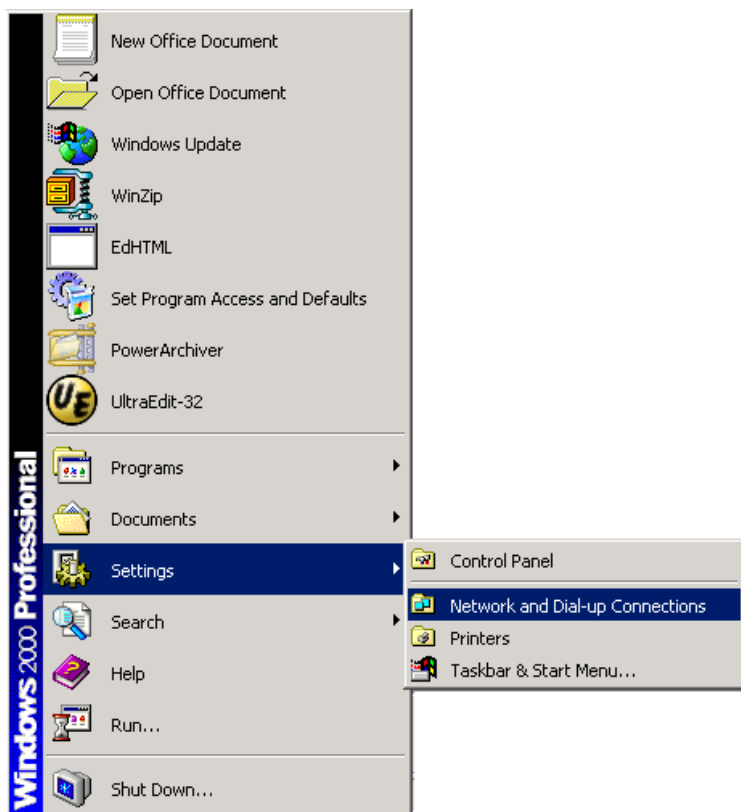 New Office Document
Open Office Document
Windows Update
WinZip
EdHTML
Set Program Access and Defaults
PowerArchiver
UE
UltraEdit-32
Programs
Documents
Settings
Search
Help
Run...
Shut Down...
Control Panel
Network and Dial-up Connections
Printers
Taskbar & Start Menu...
Windows 2000 Professional